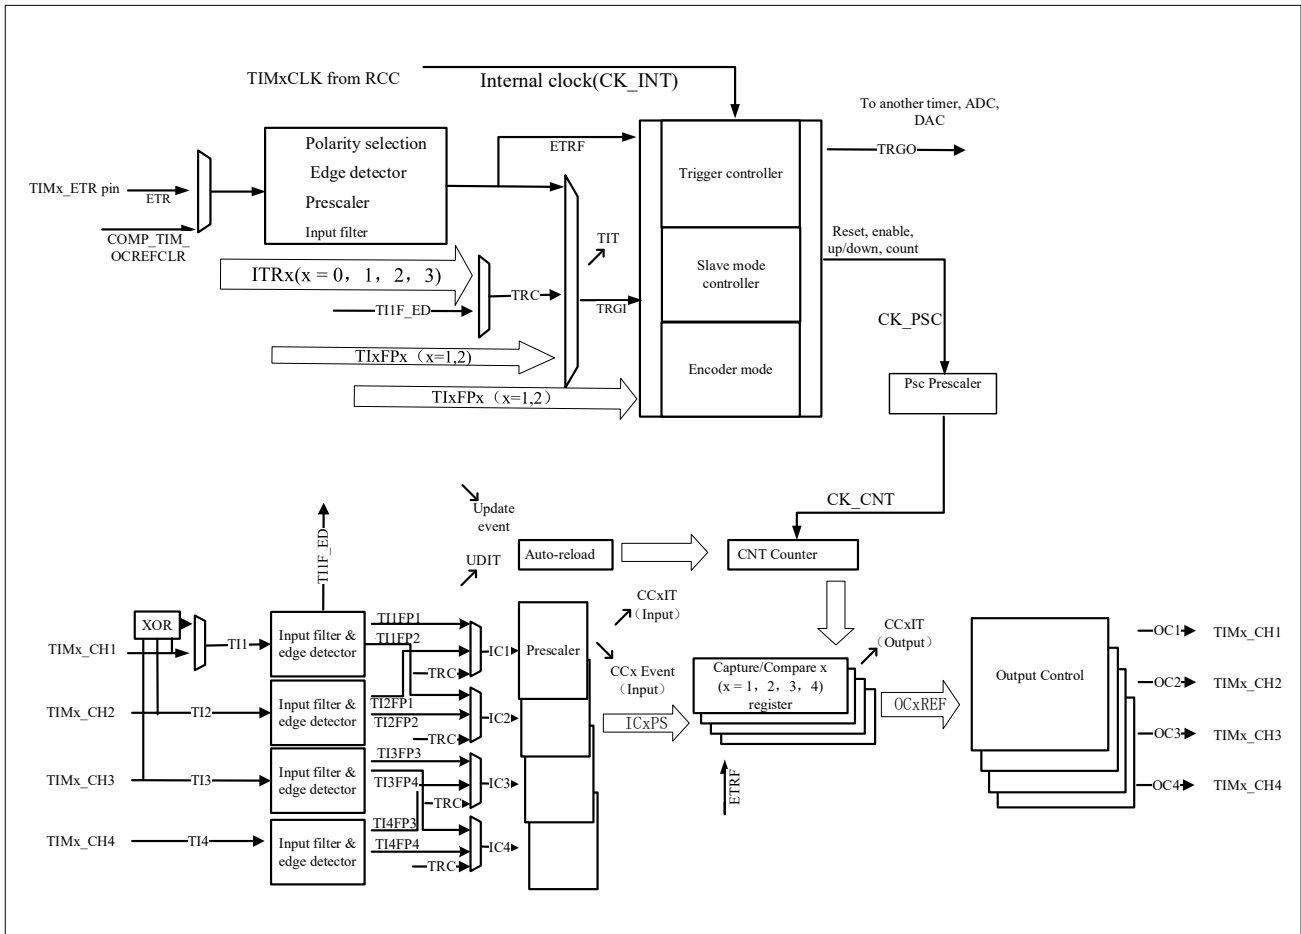 TIMxCLK from RCC
Internal clock(CK_INT)
To another timer, ADC,
DAC
TRGO
Polarity selection
Edge detector
Prescaler
Input filter
ETRF
Trigger controller
TIMx_ETR pin
ETR
COMP_TIM_
OCREFCLR
TIT
Reset, enable,
up/down, count
Slave mode
controller
ITRx(x = 0，1，2，3)
TRC
TI1F_ED
TRGI
CK_PSC
TIxFPx（x=1,2)
Encoder mode
Psc Prescaler
TIxFPx（x=1,2）
CK_CNT
Update
event
TI1F_ED
UDIT
Auto-reload
CNT Counter
CCxIT
（Input）
XOR
TIMx_CH1
TI1
Input filter &
edge detector
TI1FP1
TI1FP2
TRC
IC1
Prescaler
CCx Event
（Input）
CCxIT
（Output）
Capture/Compare x
(x = 1，2，3，4)
register
Output Control
OC1
TIMx_CH1
TIMx_CH2
TI2
Input filter &
edge detector
TI2FP1
TI2FP2
TRC
IC2
ICxPS
OCxREF
OC2
TIMx_CH2
TIMx_CH3
TI3
Input filter &
edge detector
TI3FP3
TI3FP4
TRC
IC3
ETRF
OC3
TIMx_CH3
TIMx_CH4
TI4
Input filter &
edge detector
TI4FP3
TI4FP4
TRC
IC4
OC4
TIMx_CH4